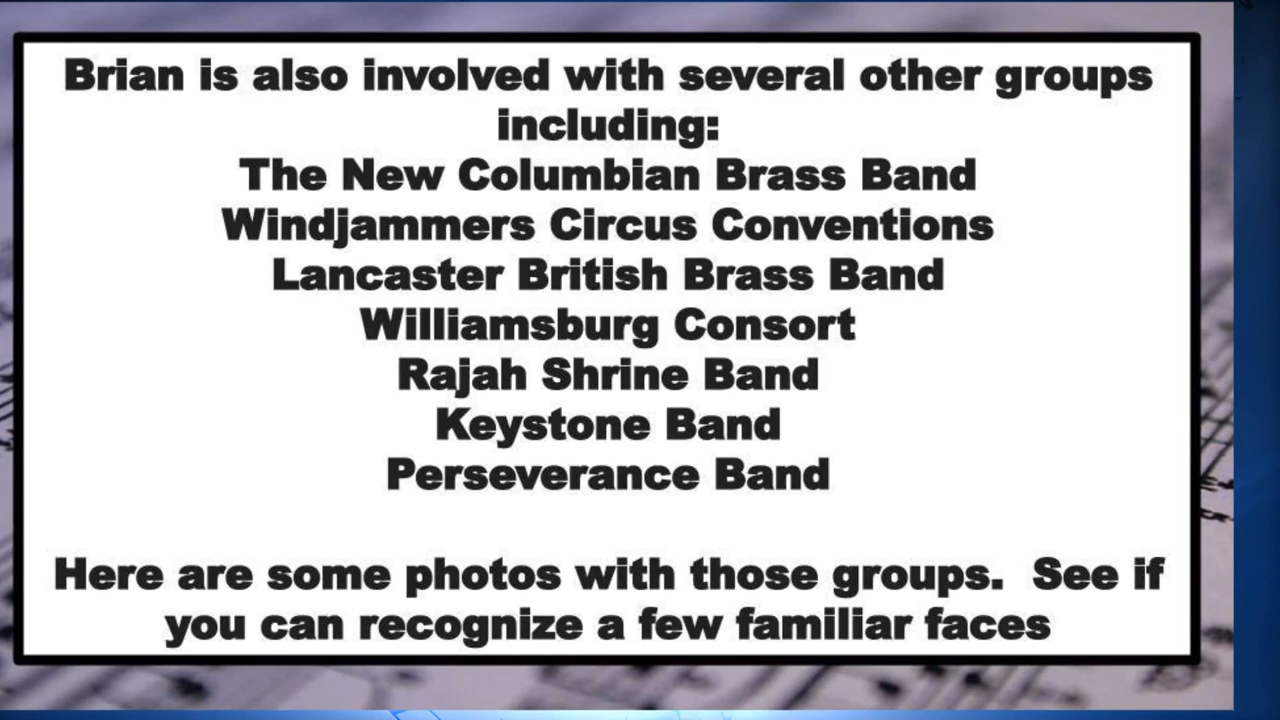 Brian is also involved with several other groups
including:
The New Columbian Brass Band
Windjammers Circus Conventions
Lancaster British Brass Band
Williamsburg Consort
Rajah Shrine Band
Keystone Band
Perseverance Band
Here are some photos with those groups.  See if
you can recognize a few familiar faces